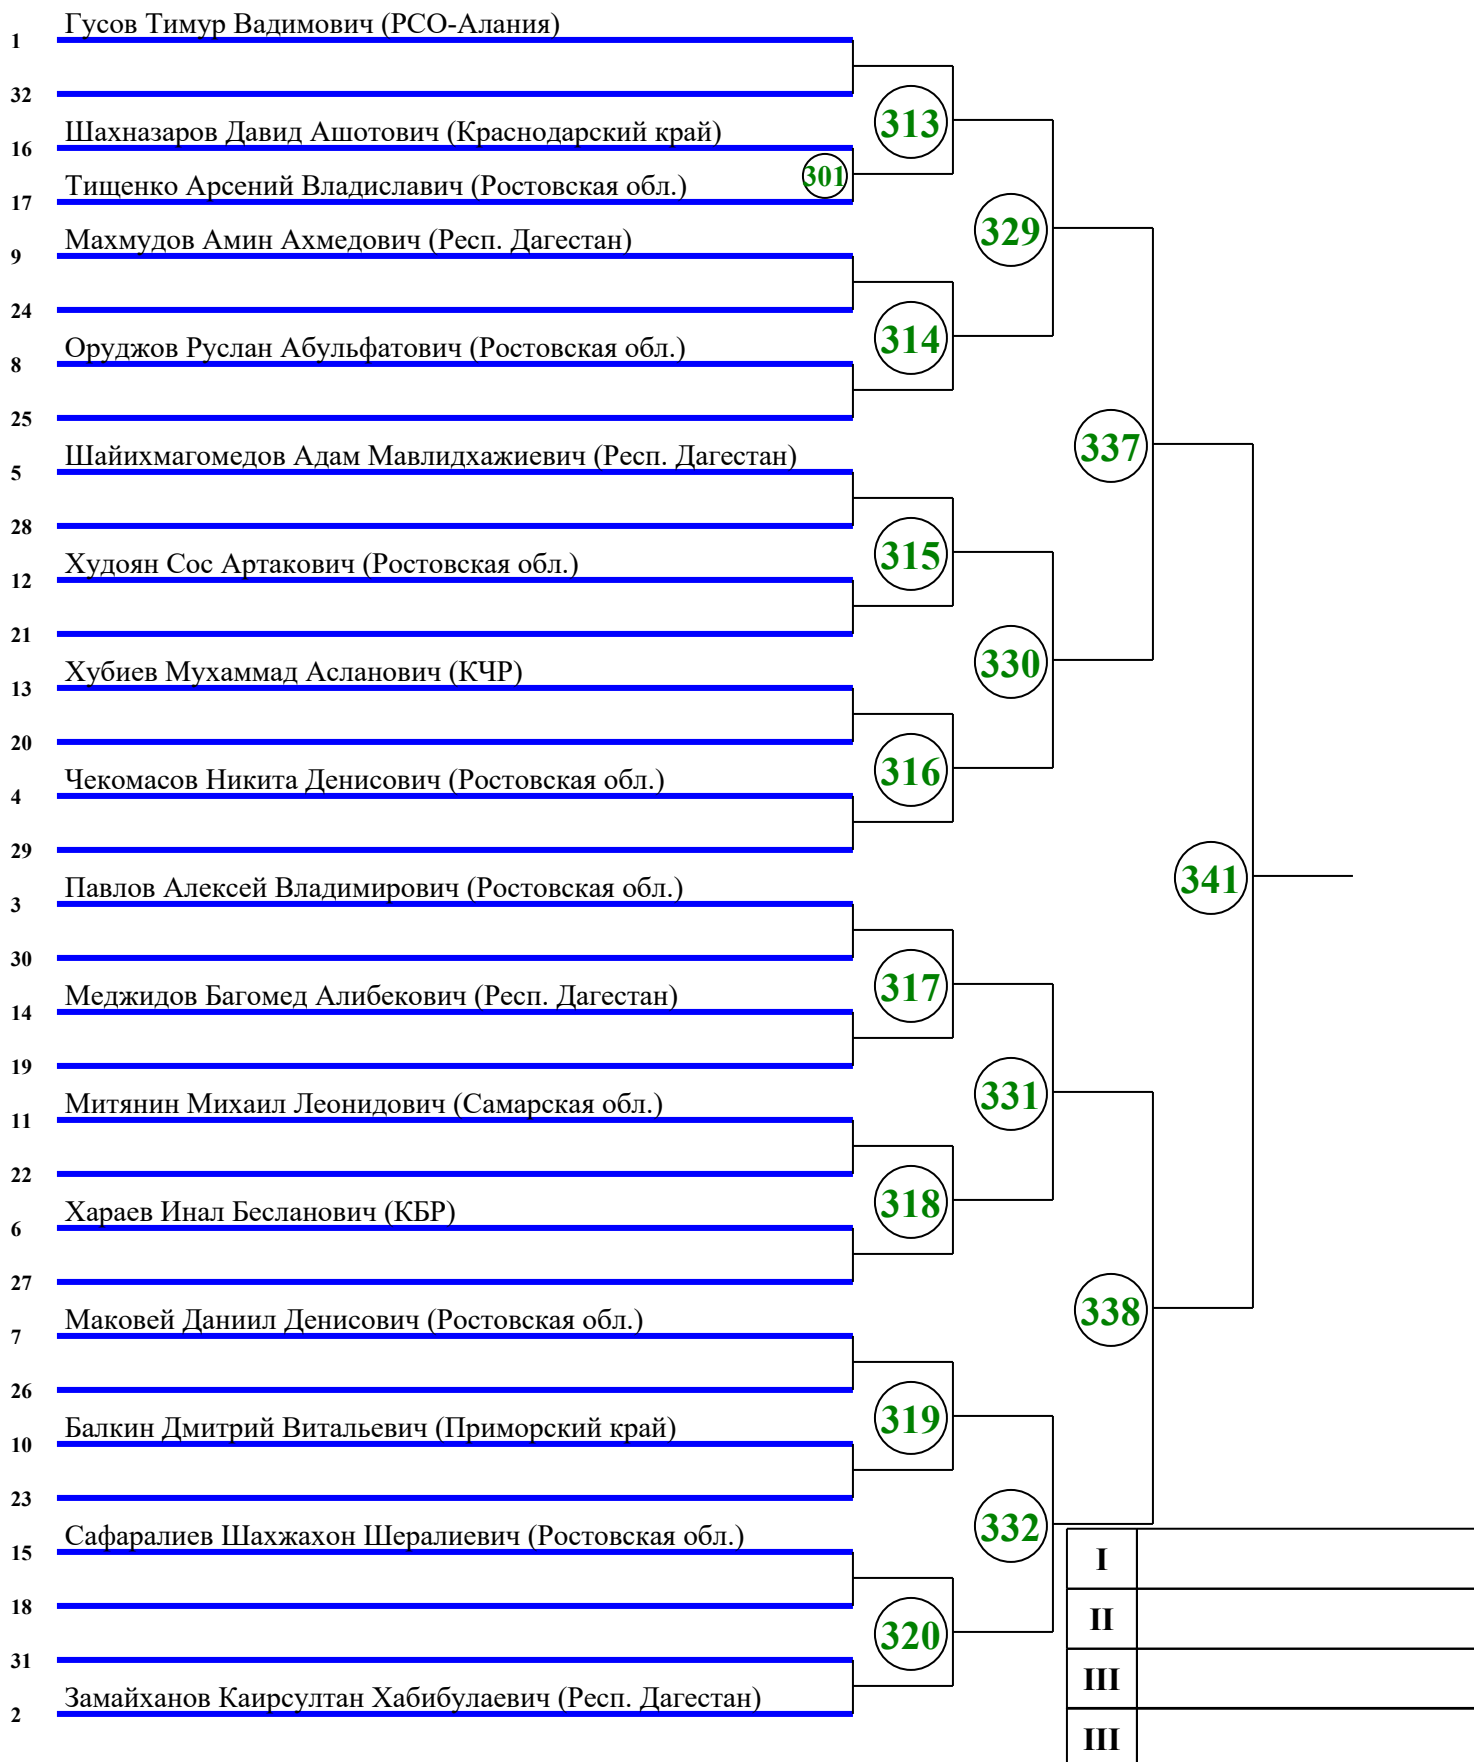 1 Гусов Тимур Вадимович (РСО-Алания)
32
313
16 Шахназаров Давид Ашотович (Краснодарский край)
301
17 Тищенко Арсений Владиславич (Ростовская обл.)
329
9 Махмудов Амин Ахмедович (Респ. Дагестан)
24
314
8 Оруджов Руслан Абульфатович (Ростовская обл.)
25
337
5 Шайихмагомедов Адам Мавлидхажиевич (Респ. Дагестан)
28
315
12 Худоян Сос Артакович (Ростовская обл.)
21
330
13 Хубиев Мухаммад Асланович (КЧР)
20
316
4 Чекомасов Никита Денисович (Ростовская обл.)
29
341
3 Павлов Алексей Владимирович (Ростовская обл.)
30
317
14 Меджидов Багомед Алибекович (Респ. Дагестан)
19
331
11 Митянин Михаил Леонидович (Самарская обл.)
22
318
6 Хараев Инал Бесланович (КБР)
27
338
7 Маковей Даниил Денисович (Ростовская обл.)
26
319
10 Балкин Дмитрий Витальевич (Приморский край)
23
332
15 Сафаралиев Шахжахон Шералиевич (Ростовская обл.)
I
18
II
320
31
III
2 Замайханов Каирсултан Хабибулаевич (Респ. Дагестан)
III